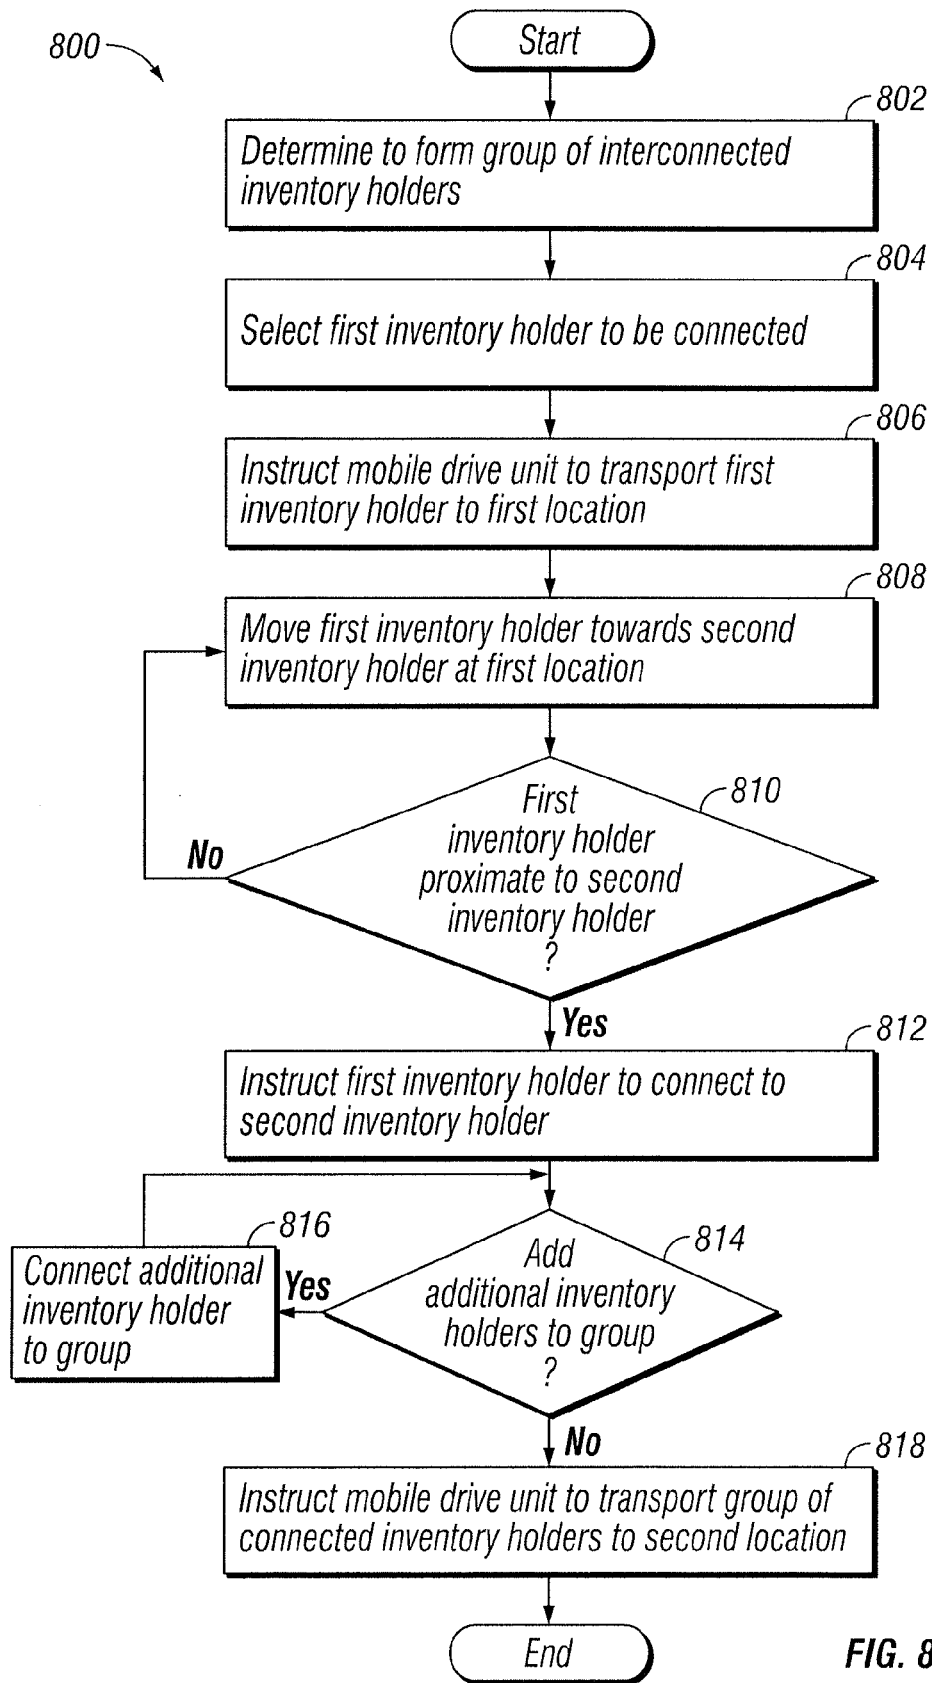 800
Start
802
Determine to form group of interconnected
inventory holders
804
Select first inventory holder to be connected
806
Instruct mobile drive unit to transport first
inventory holder to first location
808
Move first inventory holder towards second
inventory holder at first location
810
First
inventory holder
proximate to second
inventory holder
?
No
Yes
812
Instruct first inventory holder to connect to
second inventory holder
814
Add
additional inventory
holders to group
?
816
Connect additional
inventory holder
to group
Yes
No
818
Instruct mobile drive unit to transport group of
connected inventory holders to second location
End
FIG. 8